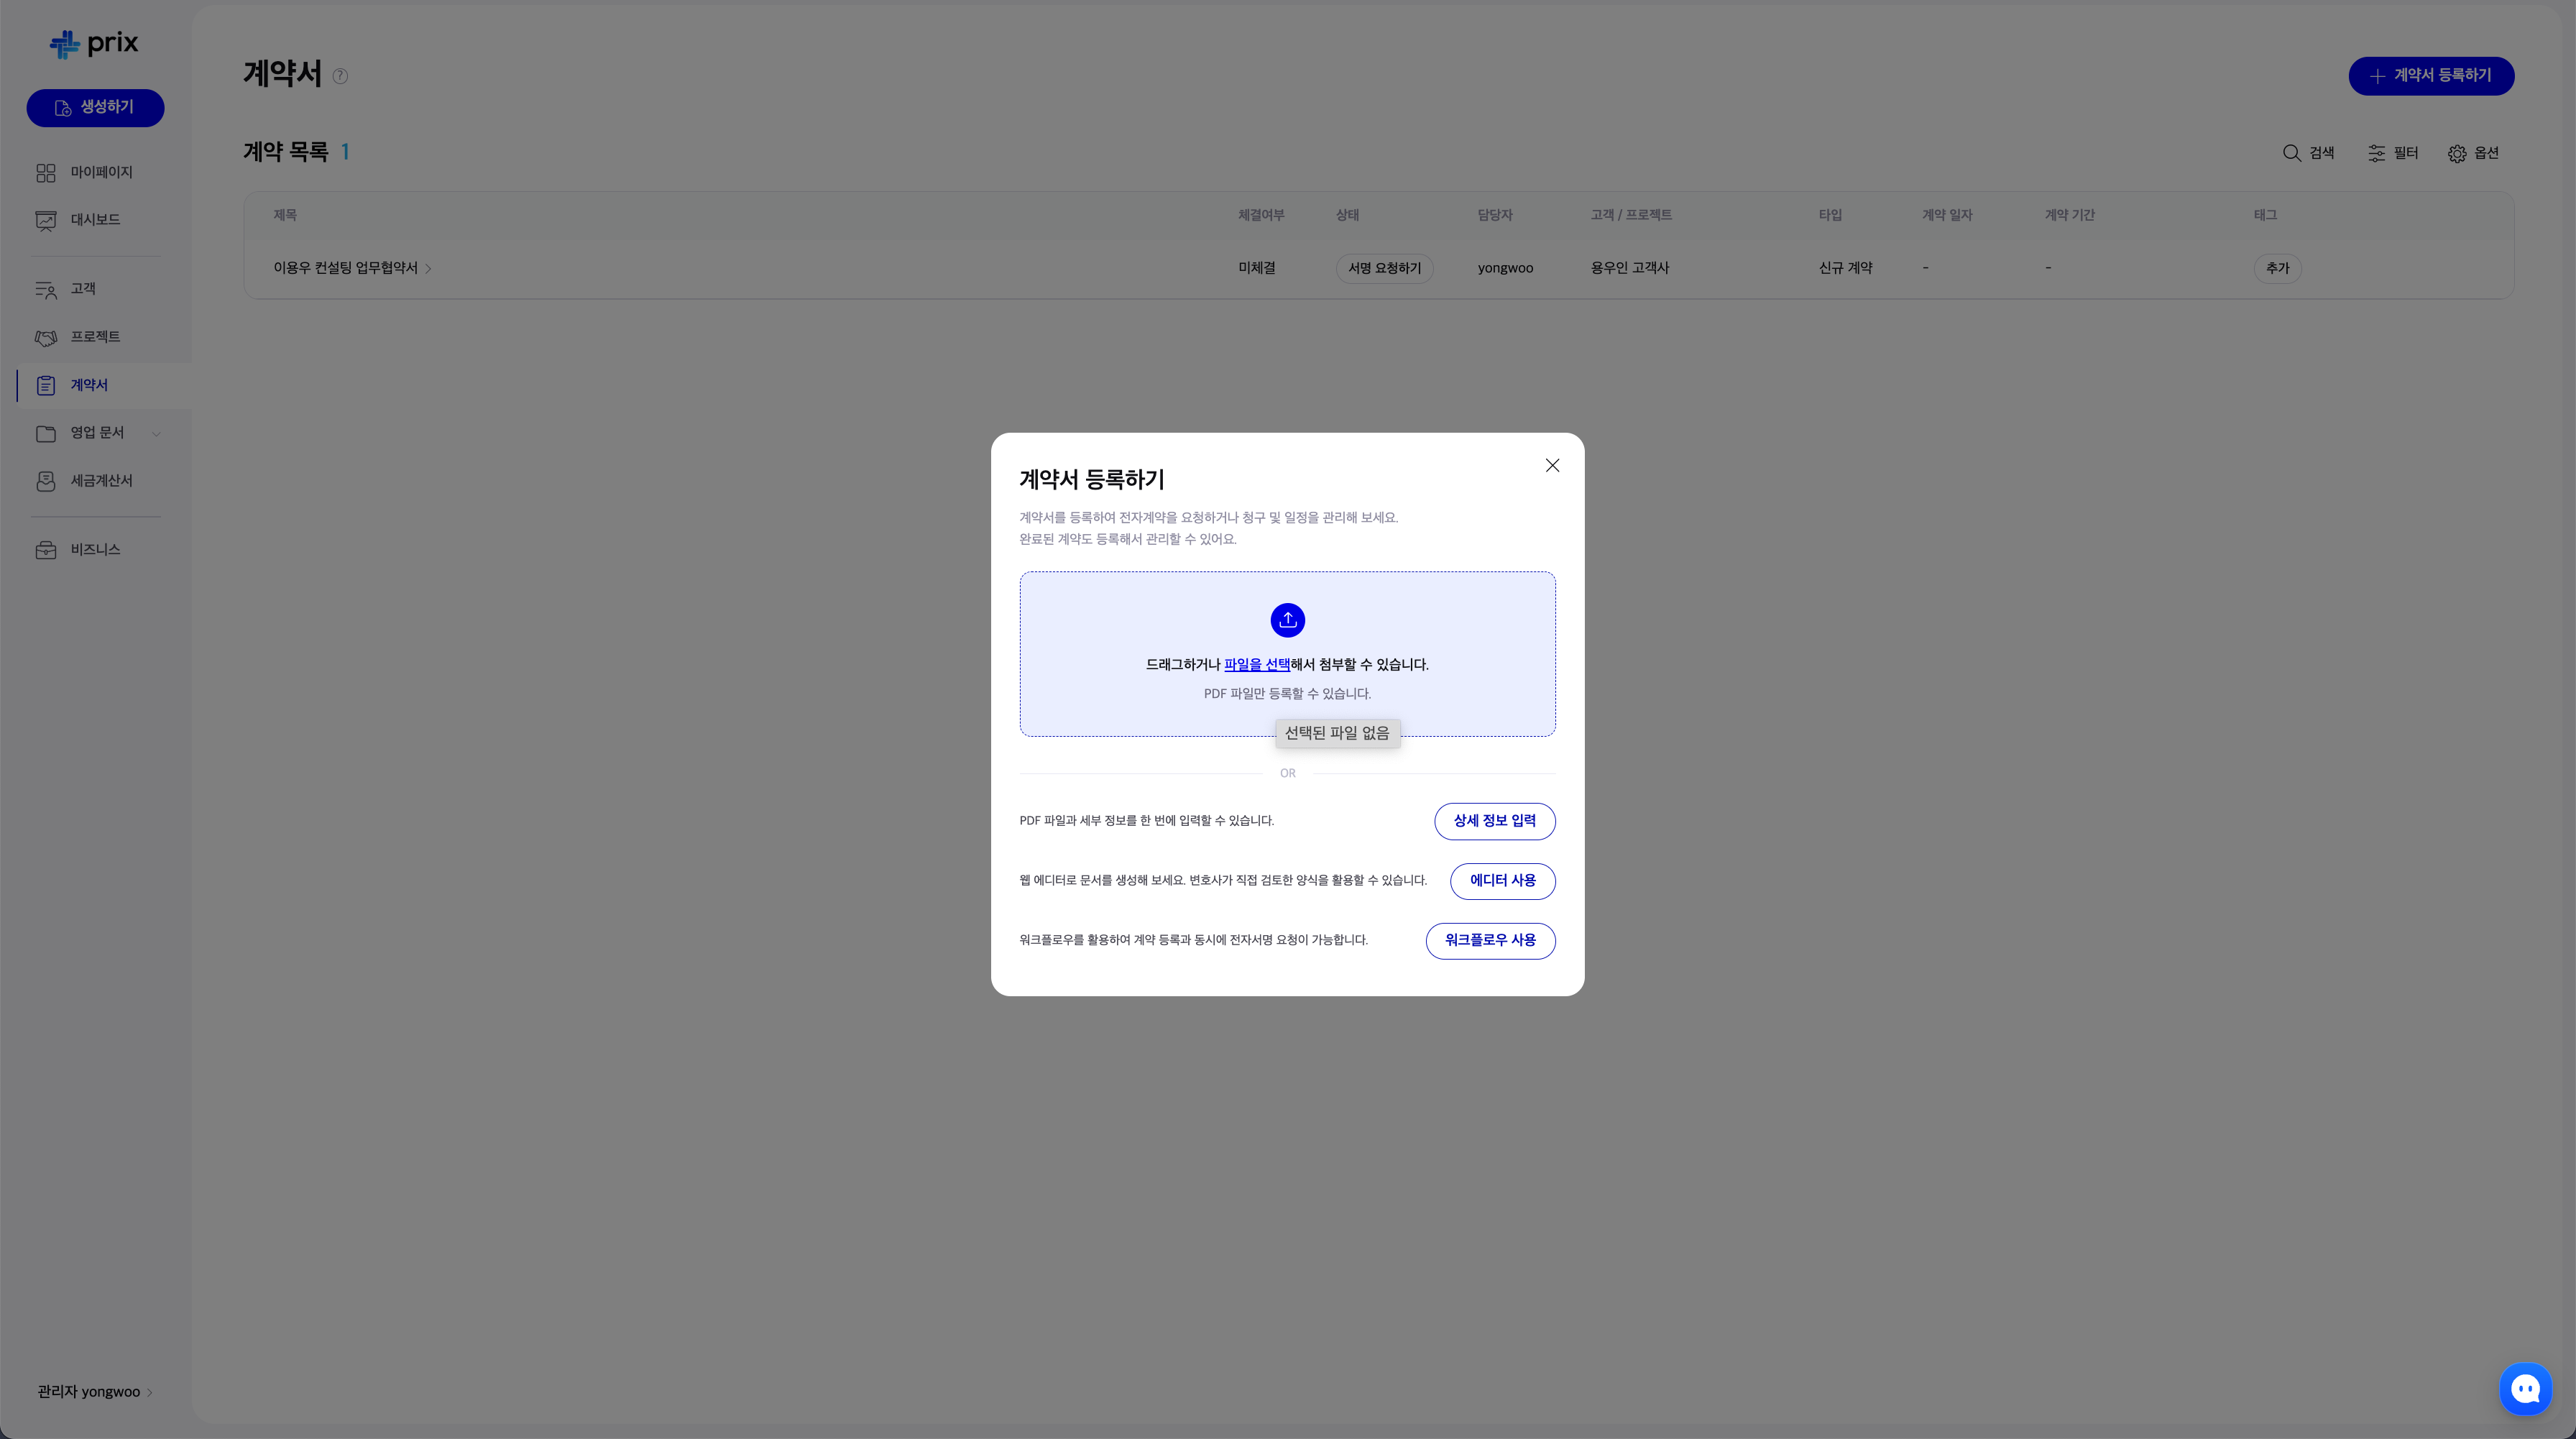 prix
생성하기
마이페이지
대시보드
고객
프로젝트
계약서
영업 문서
세금계산서
비즈니스
관리자 yongwoo
계약서 ?
계약서 등록하기
계약 목록 1
검색 필터 옵션
제목 체결여부 상태 담당자 고객 / 프로젝트 타입 계약 일자 계약 기간 태그
이용우 컨설팅 업무협약서 미체결 서명 요청하기 yongwoo 용우인 고객사 신규 계약 - - 추가
계약서 등록하기
계약서를 등록하여 전자계약을 요청하거나 청구 및 일정을 관리해 보세요.
완료된 계약도 등록해서 관리할 수 있어요.
드래그하거나 파일을 선택해서 첨부할 수 있습니다.
PDF 파일만 등록할 수 있습니다.
선택된 파일 없음
OR
PDF 파일과 세부 정보를 한 번에 입력할 수 있습니다. 상세 정보 입력
웹 에디터로 문서를 생성해 보세요. 변호사가 직접 검토한 양식을 활용할 수 있습니다. 에디터 사용
워크플로우를 활용하여 계약 등록과 동시에 전자서명 요청이 가능합니다. 워크플로우 사용